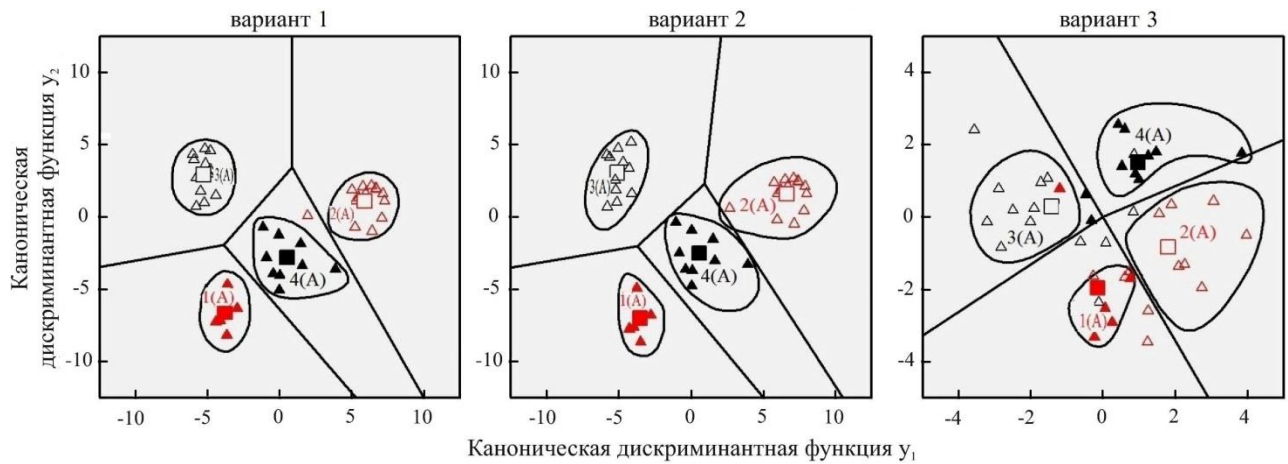 вариант 1
вариант 2
вариант 3
Каноническая
дискриминантная функция y₂
10
5
0
-5
-10
3(A)
2(A)
4(A)
1(A)
-10
-5
0
5
10
10
5
0
-5
-10
3(A)
2(A)
4(A)
1(A)
-10
-5
0
5
10
4
2
0
-2
-4
4(A)
3(A)
2(A)
1(A)
-4
-2
0
2
4
Каноническая дискриминантная функция y₁